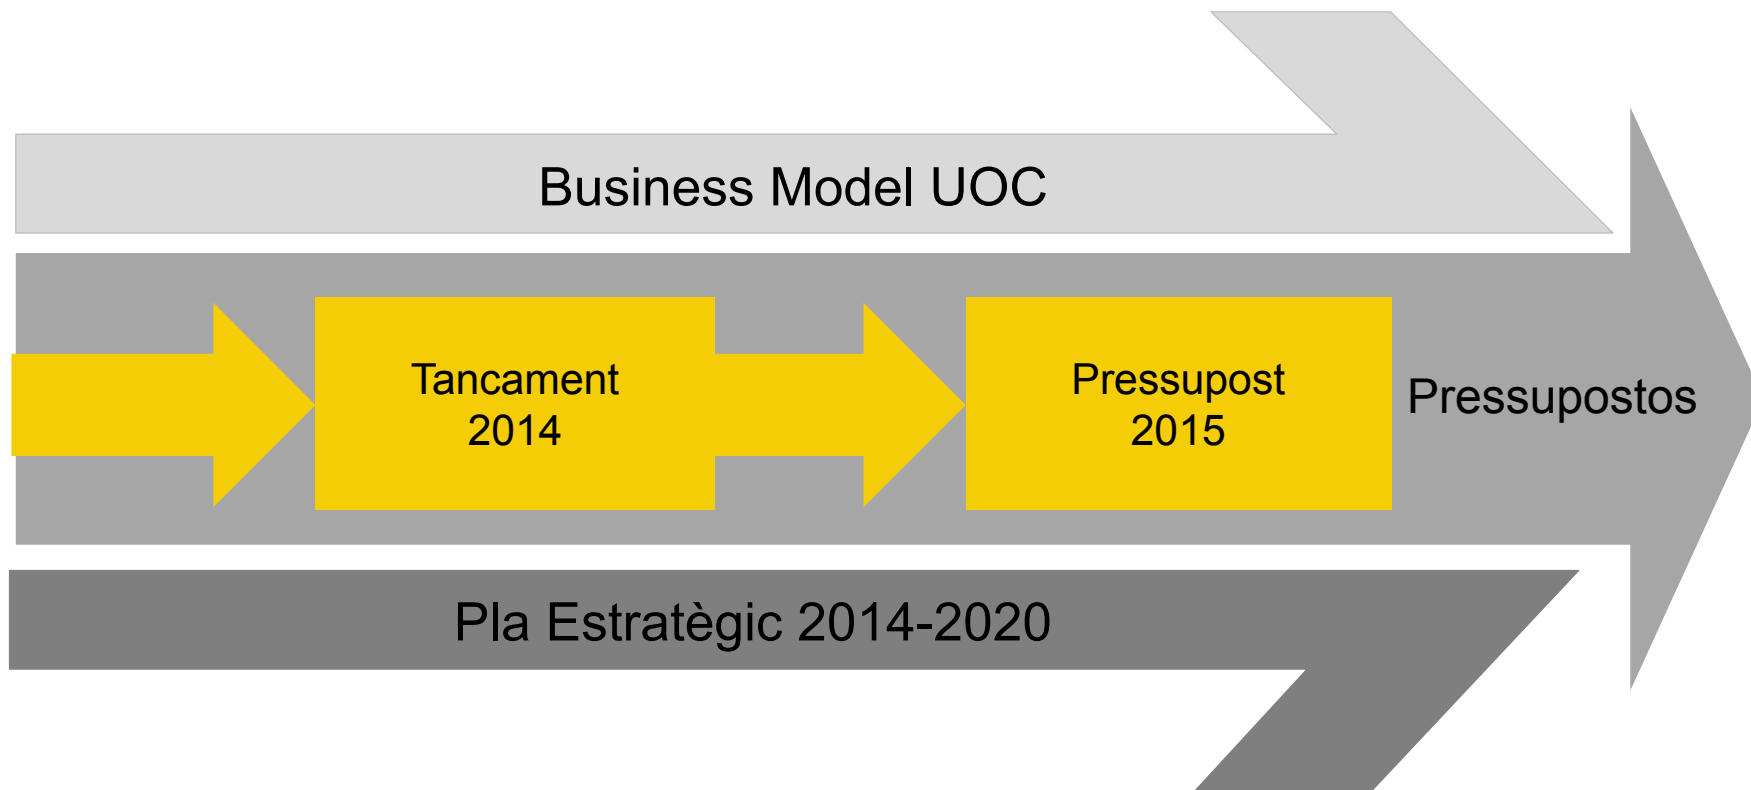 Business Model UOC
Tancament
2014
Pressupost
2015
Pressupostos
Pla Estratègic 2014-2020